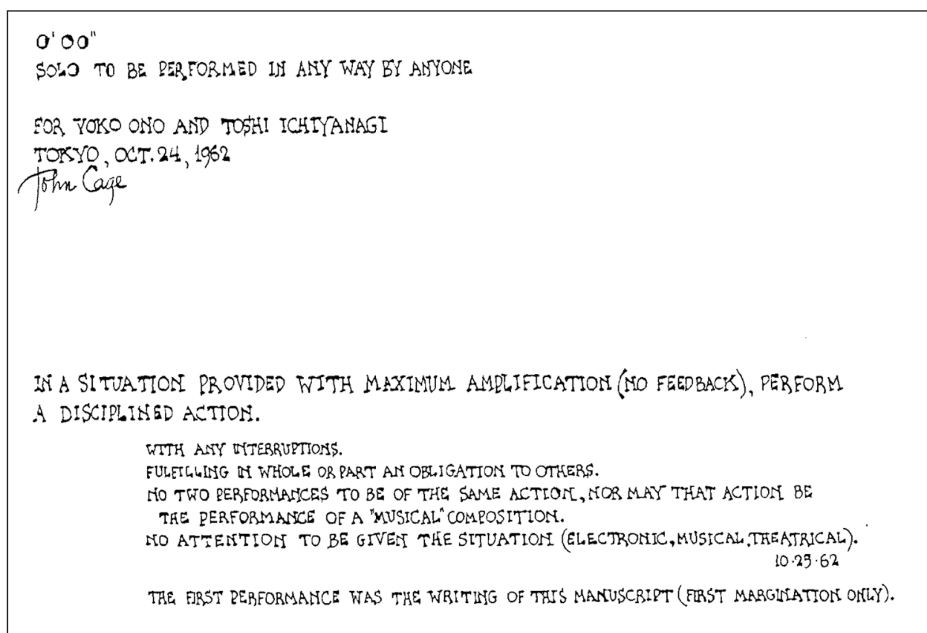 0'00"
SOLO TO BE PERFORMED IN ANY WAY BY ANYONE
FOR YOKO ONO AND TOSHI ICHIYANAGI
TOKYO, OCT. 24, 1962
John Cage
IN A SITUATION PROVIDED WITH MAXIMUM AMPLIFICATION (NO FEEDBACK), PERFORM
A DISCIPLINED ACTION.
WITH ANY INTERRUPTIONS.
FULFILLING IN WHOLE OR PART AN OBLIGATION TO OTHERS.
NO TWO PERFORMANCES TO BE OF THE SAME ACTION, NOR MAY THAT ACTION BE
THE PERFORMANCE OF A "MUSICAL" COMPOSITION.
NO ATTENTION TO BE GIVEN THE SITUATION (ELECTRONIC, MUSICAL, THEATRICAL).
10·25·62
THE FIRST PERFORMANCE WAS THE WRITING OF THIS MANUSCRIPT (FIRST MARGINATION ONLY).